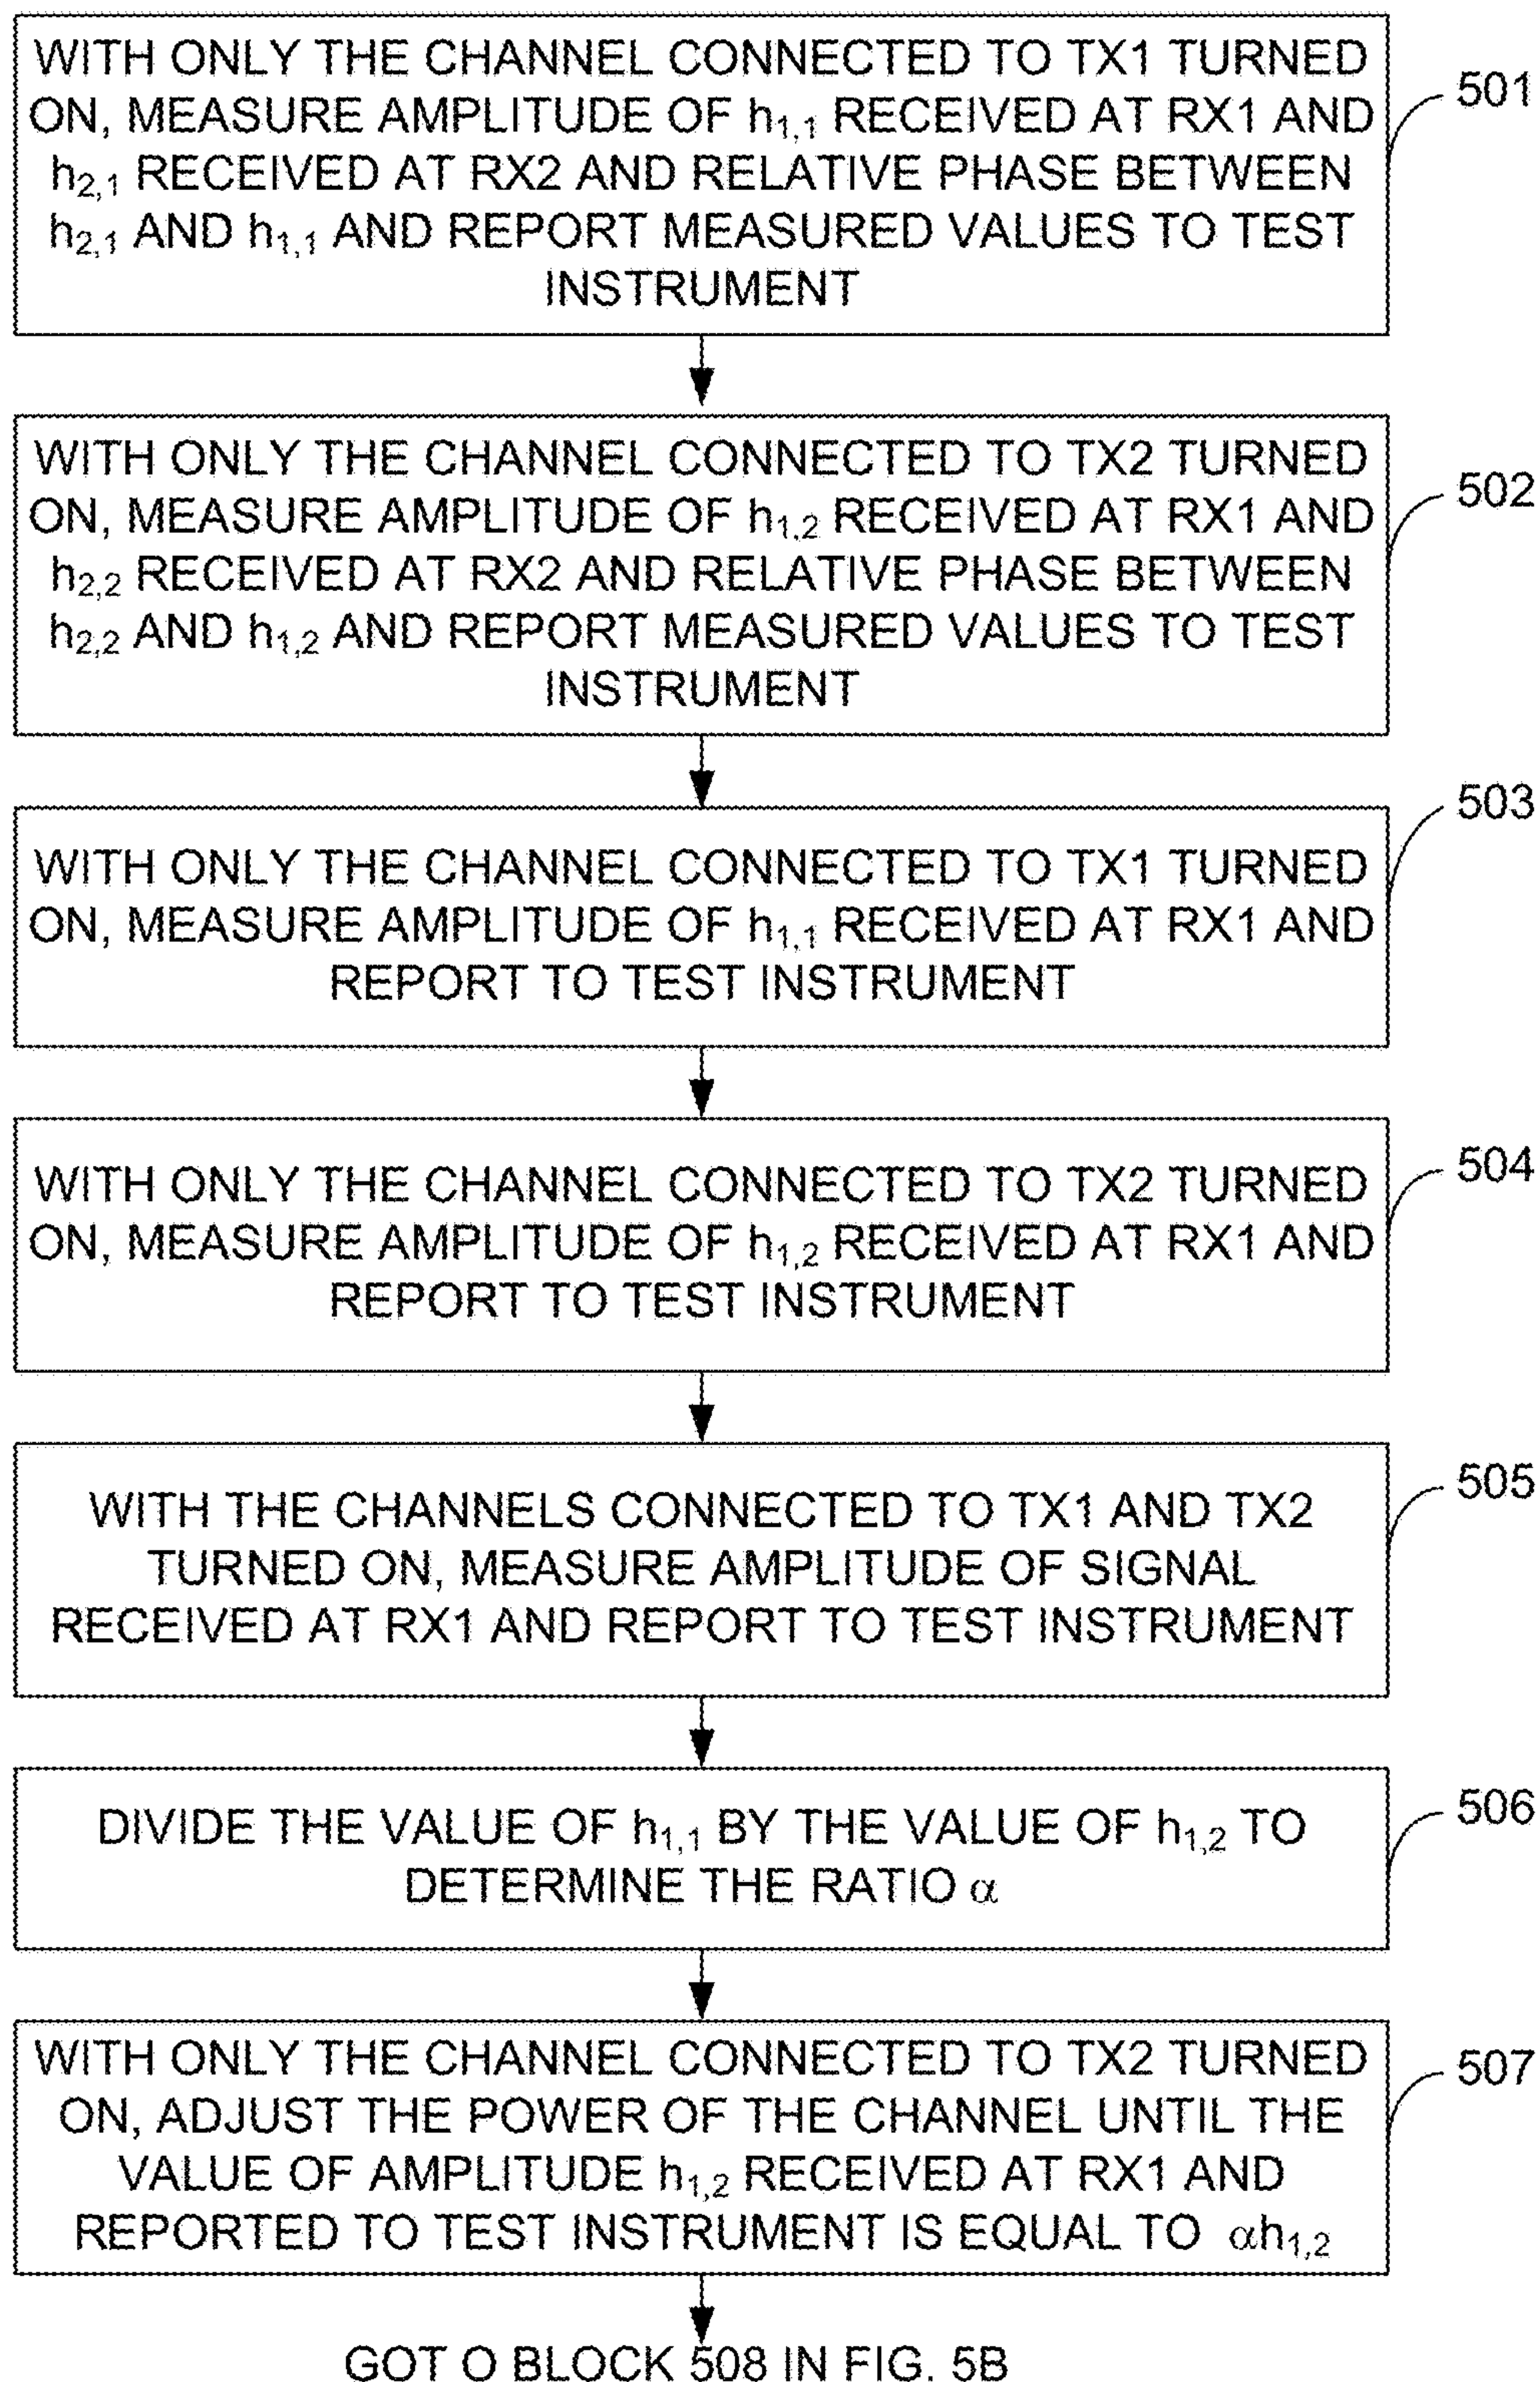 WITH ONLY THE CHANNEL CONNECTED TO TX1 TURNED
ON, MEASURE AMPLITUDE OF h1,1 RECEIVED AT RX1 AND
h2,1 RECEIVED AT RX2 AND RELATIVE PHASE BETWEEN
h2,1 AND h1,1 AND REPORT MEASURED VALUES TO TEST
INSTRUMENT
501
WITH ONLY THE CHANNEL CONNECTED TO TX2 TURNED
ON, MEASURE AMPLITUDE OF h1,2 RECEIVED AT RX1 AND
h2,2 RECEIVED AT RX2 AND RELATIVE PHASE BETWEEN
h2,2 AND h1,2 AND REPORT MEASURED VALUES TO TEST
INSTRUMENT
502
WITH ONLY THE CHANNEL CONNECTED TO TX1 TURNED
ON, MEASURE AMPLITUDE OF h1,1 RECEIVED AT RX1 AND
REPORT TO TEST INSTRUMENT
503
WITH ONLY THE CHANNEL CONNECTED TO TX2 TURNED
ON, MEASURE AMPLITUDE OF h1,2 RECEIVED AT RX1 AND
REPORT TO TEST INSTRUMENT
504
WITH THE CHANNELS CONNECTED TO TX1 AND TX2
TURNED ON, MEASURE AMPLITUDE OF SIGNAL
RECEIVED AT RX1 AND REPORT TO TEST INSTRUMENT
505
DIVIDE THE VALUE OF h1,1 BY THE VALUE OF h1,2 TO
DETERMINE THE RATIO α
506
WITH ONLY THE CHANNEL CONNECTED TO TX2 TURNED
ON, ADJUST THE POWER OF THE CHANNEL UNTIL THE
VALUE OF AMPLITUDE h1,2 RECEIVED AT RX1 AND
REPORTED TO TEST INSTRUMENT IS EQUAL TO αh1,2
507
GOT O BLOCK 508 IN FIG. 5B